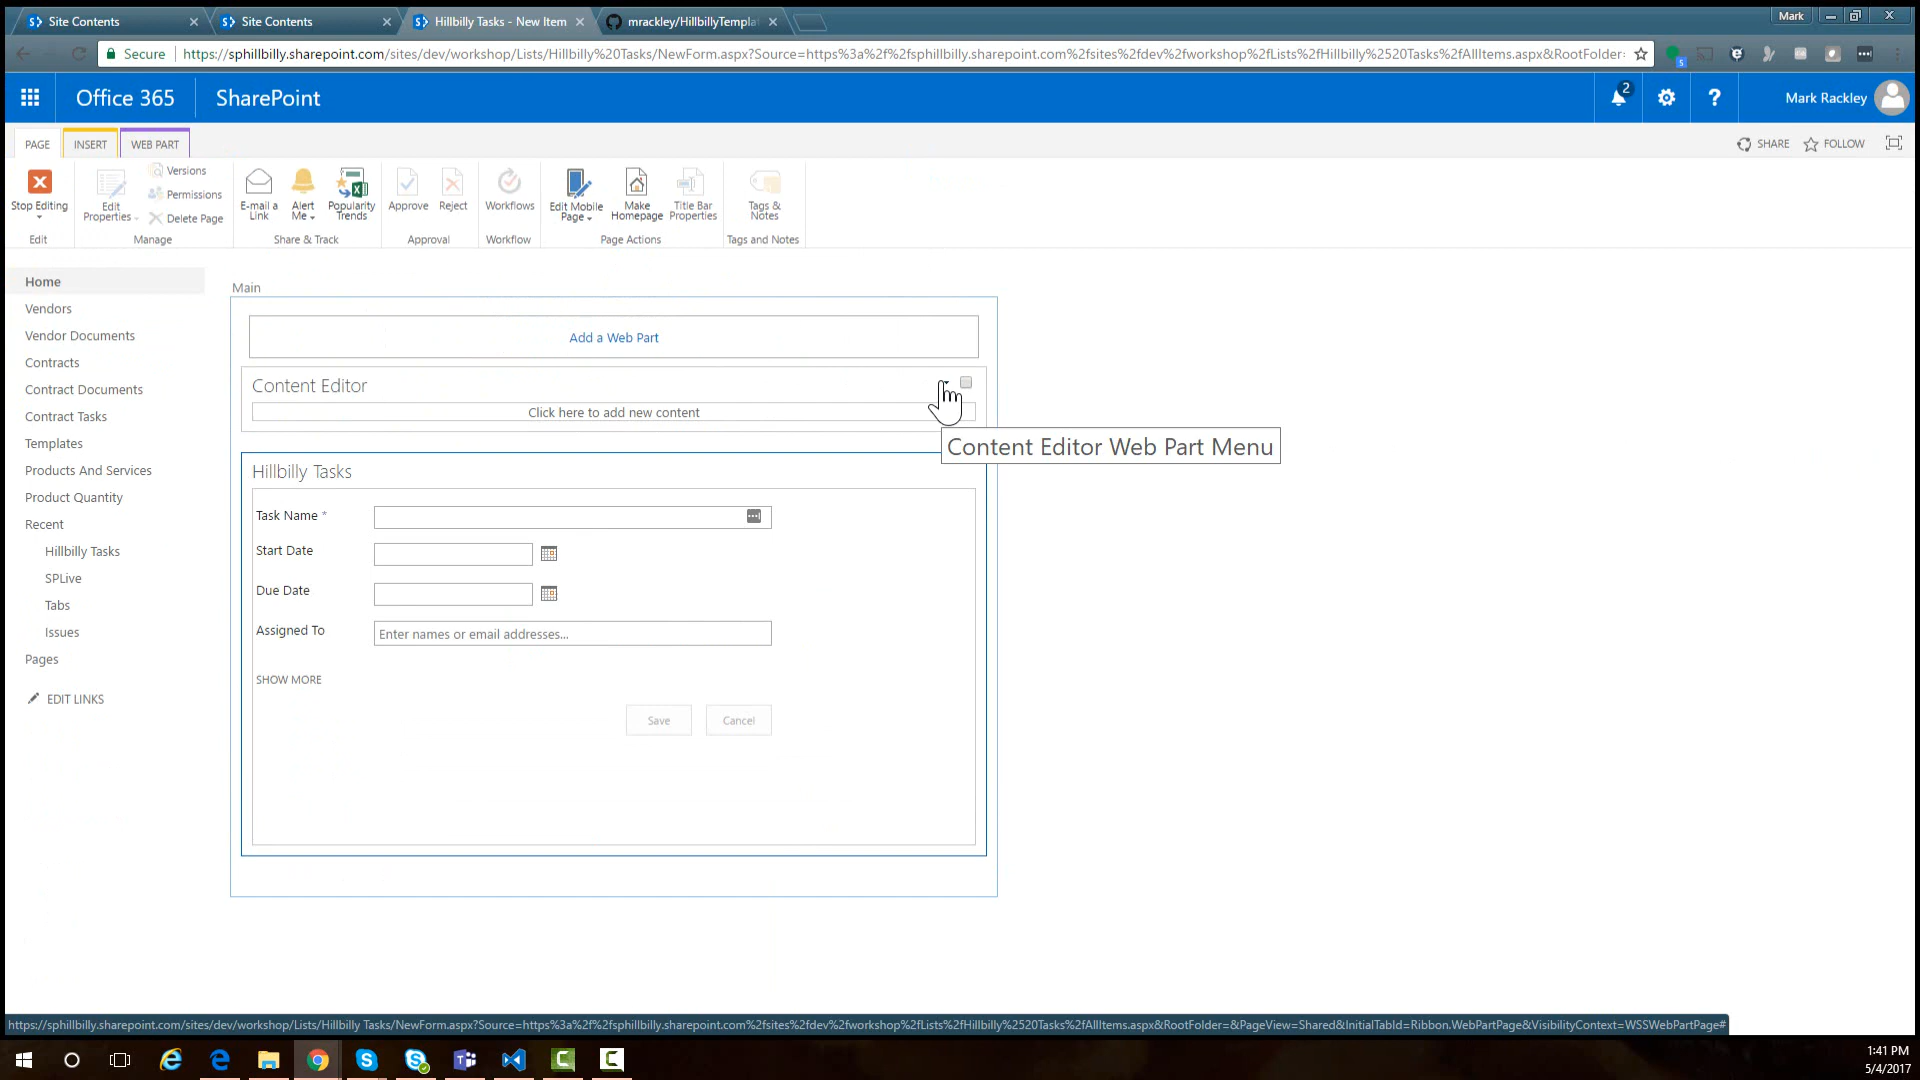 Site Contents
Site Contents
Hillbilly Tasks - New Item
mrackley/HillbillyTempla
Mark
Secure
https://sphillbilly.sharepoint.com/sites/dev/workshop/Lists/Hillbilly%20Tasks/NewForm.aspx?Source=https%3a%2f%2fsphillbilly.sharepoint.com%2fsites%2fdev%2fworkshop%2fLists%2fHillbilly%2520Tasks%2fAllItems.aspx&RootFolder=
Office 365
SharePoint
2
?
Mark Rackley
PAGE
INSERT
WEB PART
SHARE
FOLLOW
Stop Editing
Edit
Edit Properties
Versions
Permissions
Delete Page
Manage
E-mail a Link
Alert Me
Popularity Trends
Share & Track
Approve
Reject
Approval
Workflows
Workflow
Edit Mobile Page
Make Homepage
Title Bar Properties
Page Actions
Tags & Notes
Tags and Notes
Home
Vendors
Vendor Documents
Contracts
Contract Documents
Contract Tasks
Templates
Products And Services
Product Quantity
Recent
Hillbilly Tasks
SPLive
Tabs
Issues
Pages
EDIT LINKS
Main
Add a Web Part
Content Editor
Click here to add new content
Content Editor Web Part Menu
Hillbilly Tasks
Task Name *
Start Date
Due Date
Assigned To
Enter names or email addresses...
SHOW MORE
Save
Cancel
https://sphillbilly.sharepoint.com/sites/dev/workshop/Lists/Hillbilly Tasks/NewForm.aspx?Source=https%3a%2f%2fsphillbilly.sharepoint.com%2fsites%2fdev%2fworkshop%2fLists%2fHillbilly%2520Tasks%2fAllItems.aspx&RootFolder=&PageView=Shared&InitialTabId=Ribbon.WebPartPage&VisibilityContext=WSSWebPartPage#
1:41 PM
5/4/2017